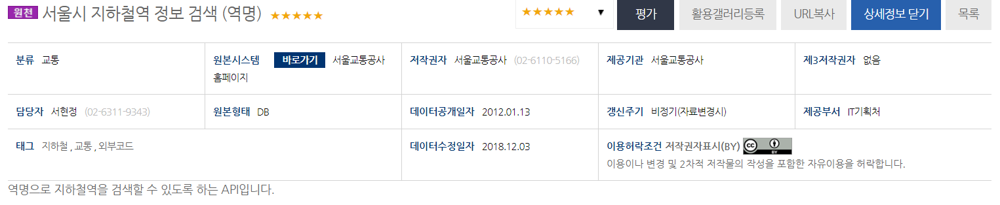 원천 서울시 지하철역 정보 검색 (역명) ★★★★★ ★★★★★ ▼ 평가 활용갤러리등록 URL복사 상세정보 닫기 목록
분류 교통 원본시스템 바로가기 서울교통공사 저작권자 서울교통공사 (02-6110-5166) 제공기관 서울교통공사 제3저작권자 없음
홈페이지
담당자 서현정 (02-6311-9343) 원본형태 DB 데이터공개일자 2012.01.13 갱신주기 비정기(자료변경시) 제공부서 IT기획처
태그 지하철 , 교통 , 외부코드 데이터수정일자 2018.12.03 이용허락조건 저작권자표시(BY) cc BY
이용이나 변경 및 2차적 저작물의 작성을 포함한 자유이용을 허락합니다.
역명으로 지하철역을 검색할 수 있도록 하는 API입니다.